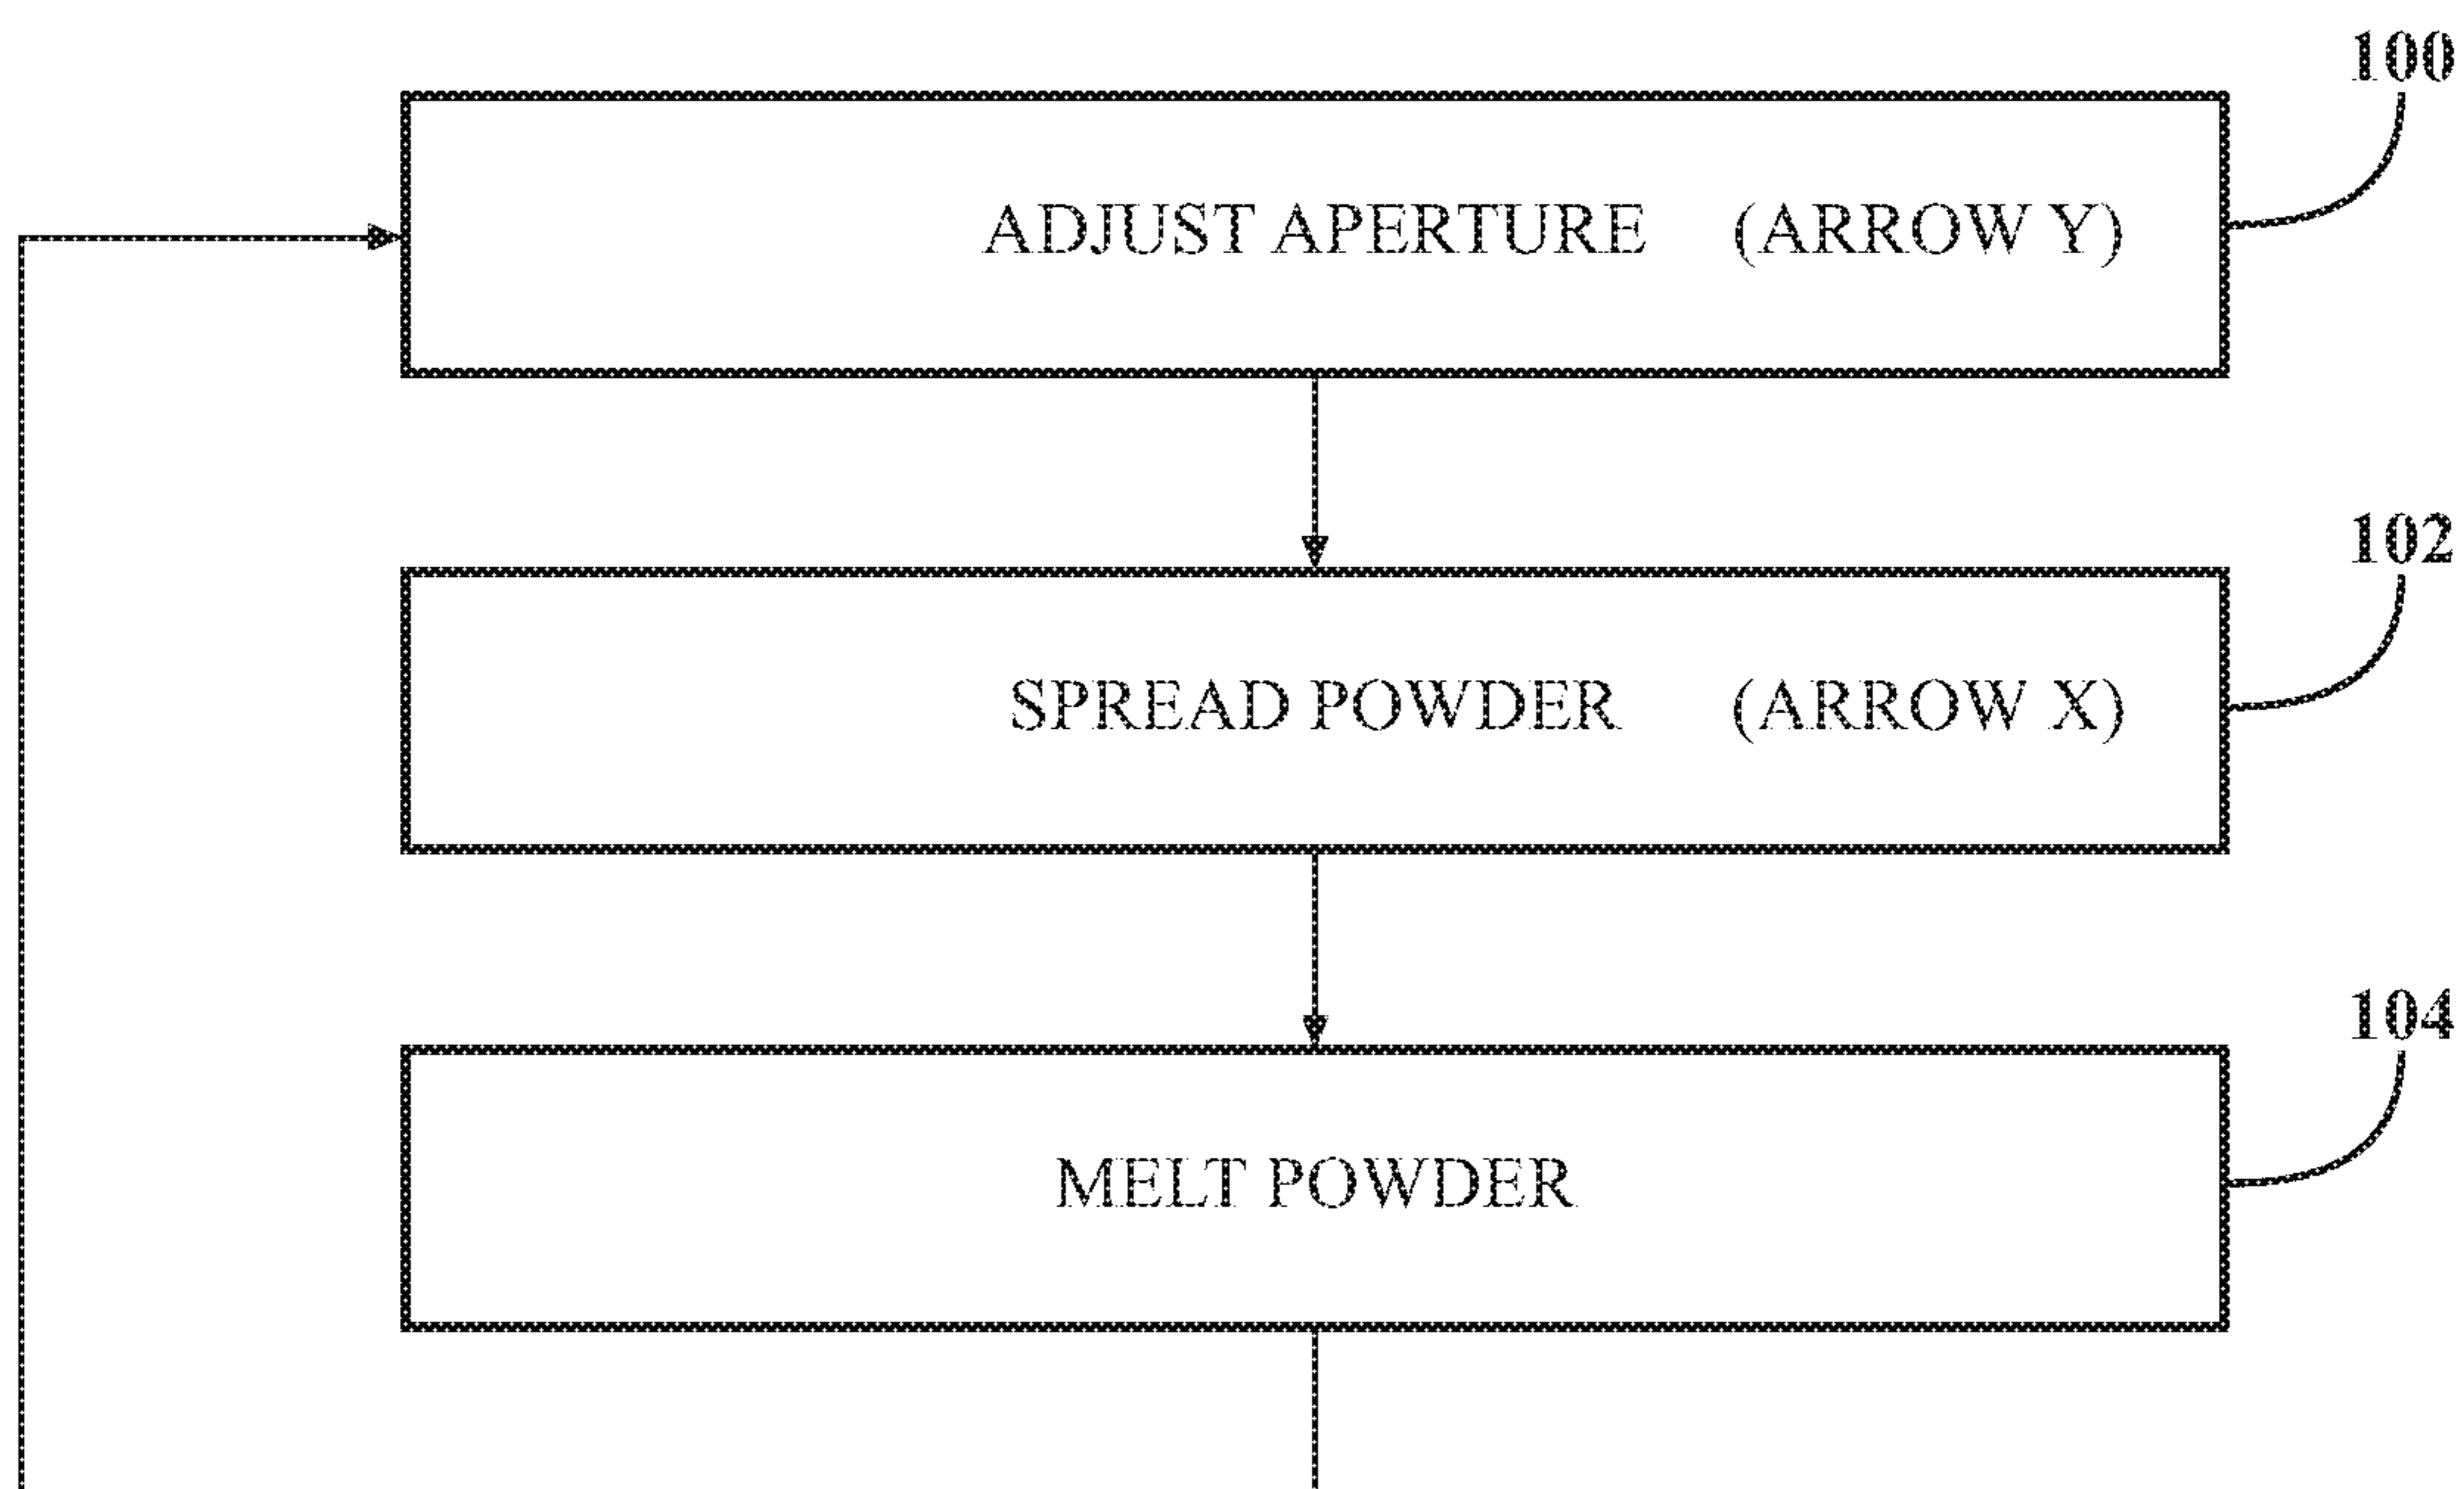 100
ADJUST APERTURE (ARROW Y)
102
SPREAD POWDER (ARROW X)
104
MELT POWDER